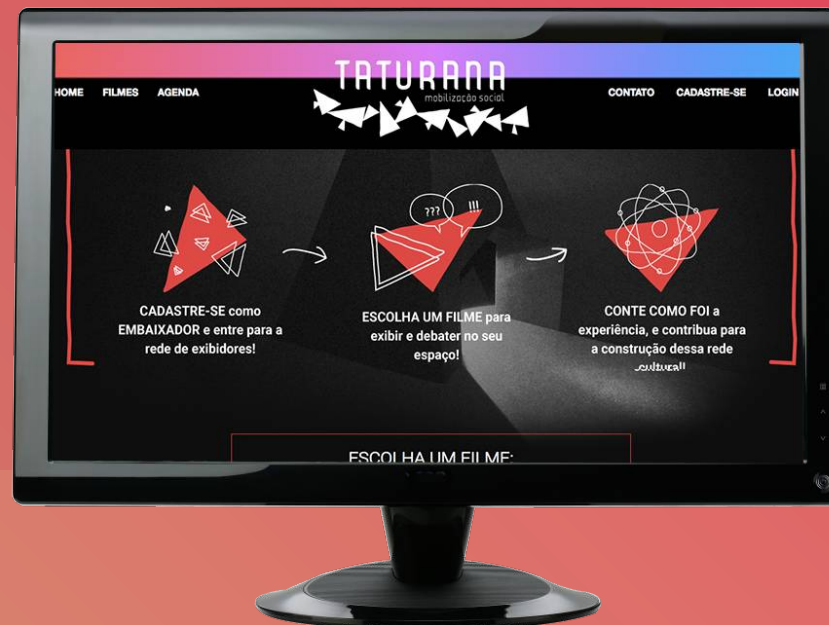 TATURANA
mobilização social
HOME FILMES AGENDA
CONTATO CADASTRE-SE LOGIN
??? !!!
CADASTRE-SE como
EMBAIXADOR e entre para a
rede de exibidores!
ESCOLHA UM FILME para
exibir e debater no seu
espaço!
CONTE COMO FOI a
experiência, e contribua para
a construção dessa rede
cultural!
ESCOLHA UM FILME: